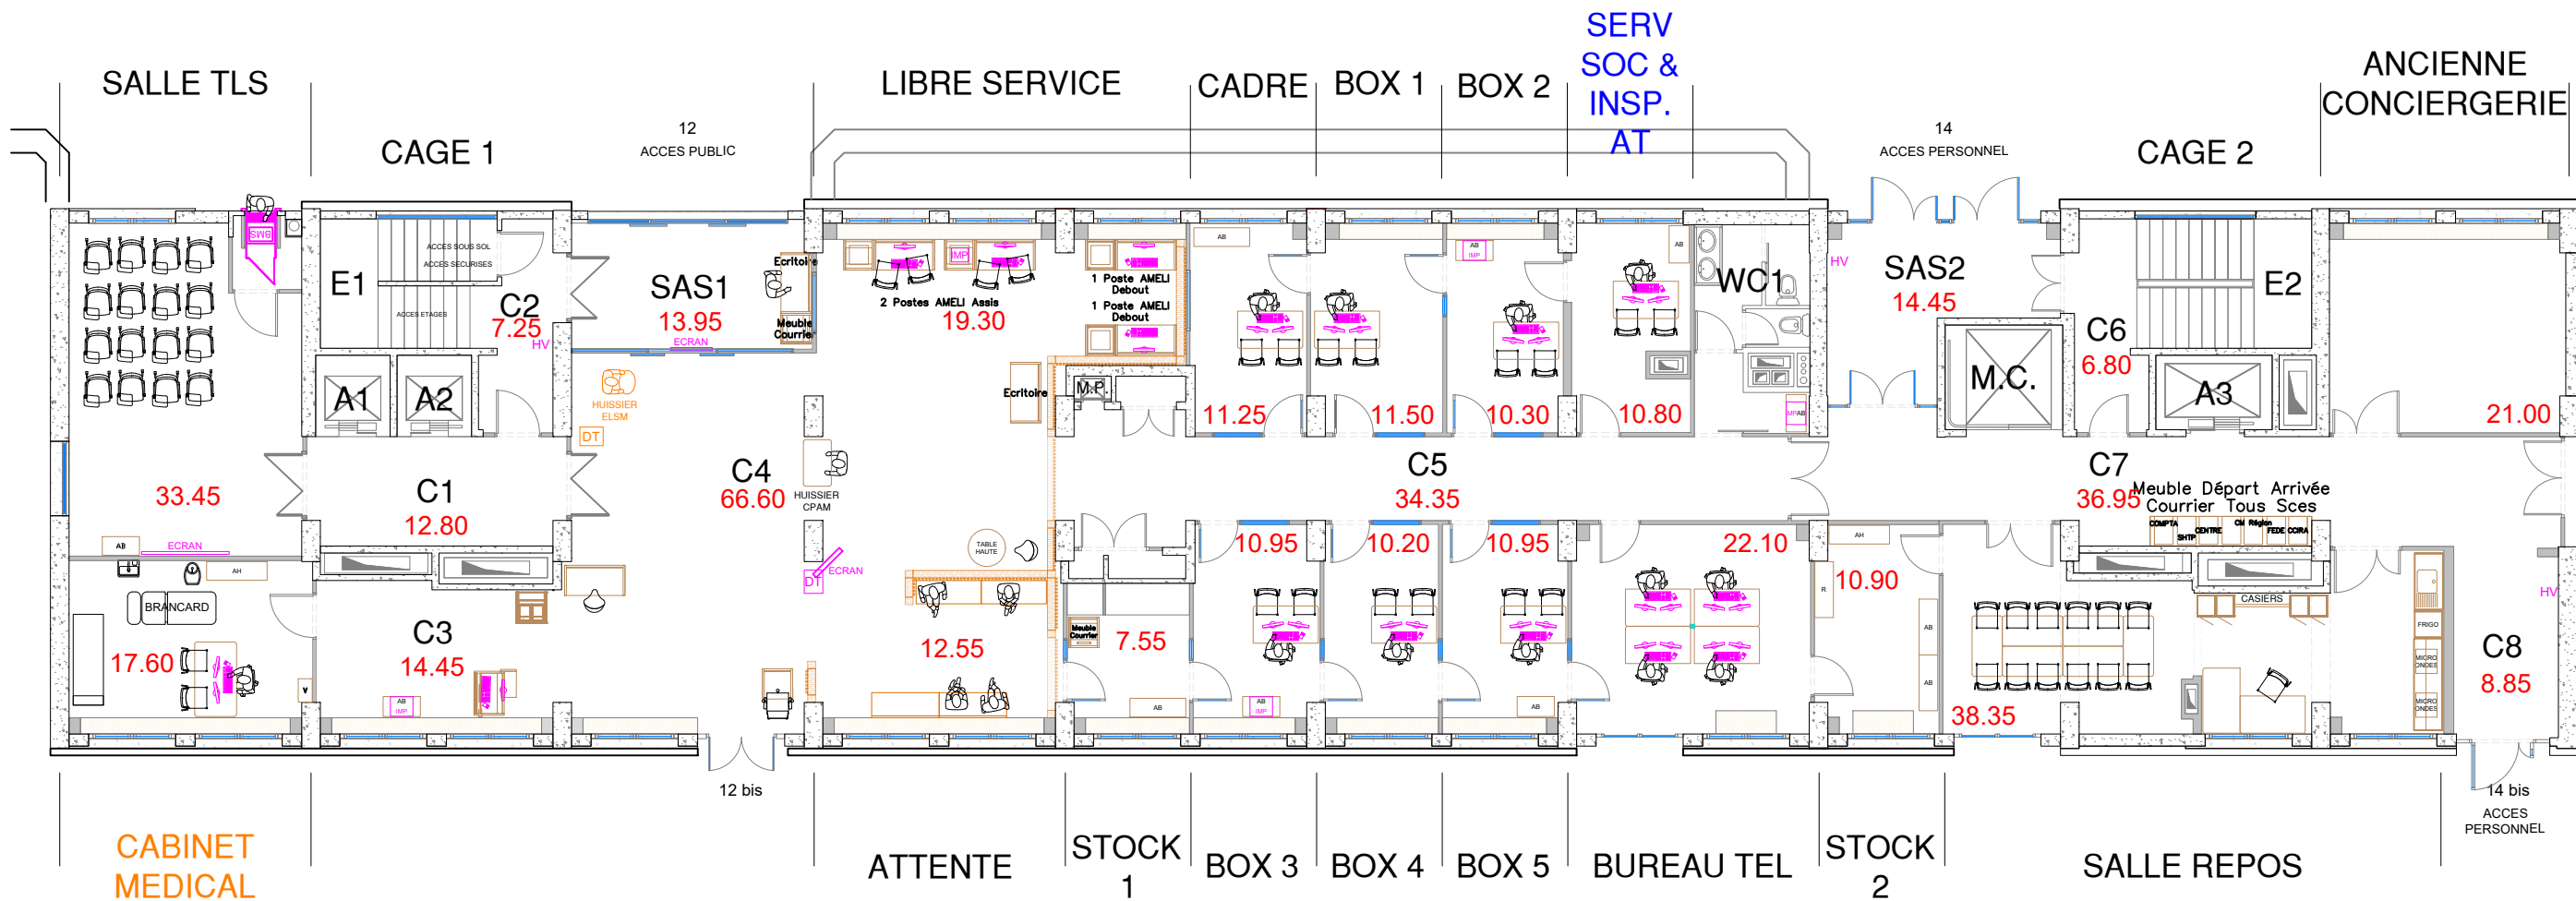 SALLE TLS
CAGE 1
12
ACCES PUBLIC
LIBRE SERVICE
CADRE
BOX 1
BOX 2
SERV
SOC &
INSP.
AT
14
ACCES PERSONNEL
CAGE 2
ANCIENNE
CONCIERGERIE
BMS
ACCES SOUS SOL
ACCES SECURISES
ACCES ETAGES
E1
C2
7.25
HV
SAS1
13.95
ECRAN
Ecritoire
Meuble
Courrier
IMP
2 Postes AMELI Assis
19.30
1 Poste AMELI
Debout
1 Poste AMELI
Debout
AB
AB
IMP
AB
WC1
HV
SAS2
14.45
C6
6.80
E2
A1
A2
HUISSIER
ELSM
DT
Ecritoire
M.P.
11.25
11.50
10.30
10.80
M.C.
A3
21.00
33.45
C1
12.80
C4
66.60
HUISSIER
CPAM
C5
34.35
C7
36.95
Meuble Départ Arrivée
Courrier Tous Sces
COMPTA
SHTP
CENTRE
CM Région
FEDE
CCIRA
AB
ECRAN
TABLE
HAUTE
ECRAN
DT
10.95
10.20
10.95
22.10
AH
10.90
R
AB
AB
AH
BRANCARD
17.60
V
C3
14.45
AB
IMP
12.55
Meuble
Courrier
7.55
AB
AB
IMP
AB
38.35
CASIERS
FRIGO
MICRO
ONDES
MICRO
ONDES
HV
C8
8.85
12 bis
14 bis
ACCES
PERSONNEL
CABINET
MEDICAL
ATTENTE
STOCK
1
BOX 3
BOX 4
BOX 5
BUREAU TEL
STOCK
2
SALLE REPOS